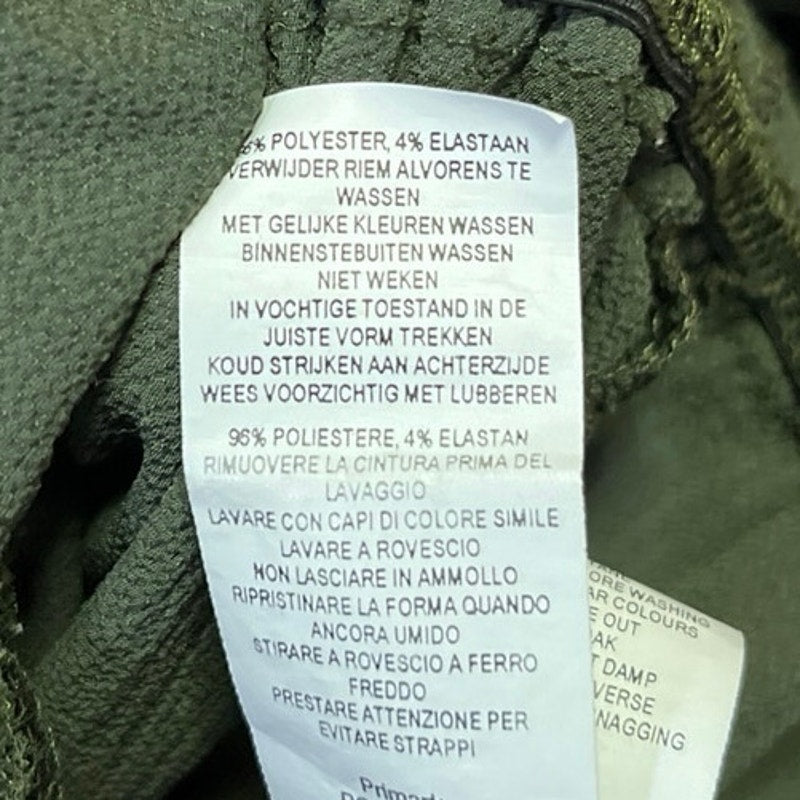 % POLYESTER, 4% ELASTAAN
VERWIJDER RIEM ALVORENS TE
WASSEN
MET GELIJKE KLEUREN WASSEN
BINNENSTEBUITEN WASSEN
NIET WEKEN
IN VOCHTIGE TOESTAND IN DE
JUISTE VORM TREKKEN
KOUD STRIJKEN AAN ACHTERZIJDE
WEES VOORZICHTIG MET LUBBEREN
96% POLIESTERE, 4% ELASTAN
RIMUOVERE LA CINTURA PRIMA DEL
LAVAGGIO
LAVARE CON CAPI DI COLORE SIMILE
LAVARE A ROVESCIO
NON LASCIARE IN AMMOLLO
RIPRISTINARE LA FORMA QUANDO
ANCORA UMIDO
STIRARE A ROVESCIO A FERRO
FREDDO
PRESTARE ATTENZIONE PER
EVITARE STRAPPI
ORE WASHING
AR COLOURS
E OUT
AK
T DAMP
VERSE
NAGGING